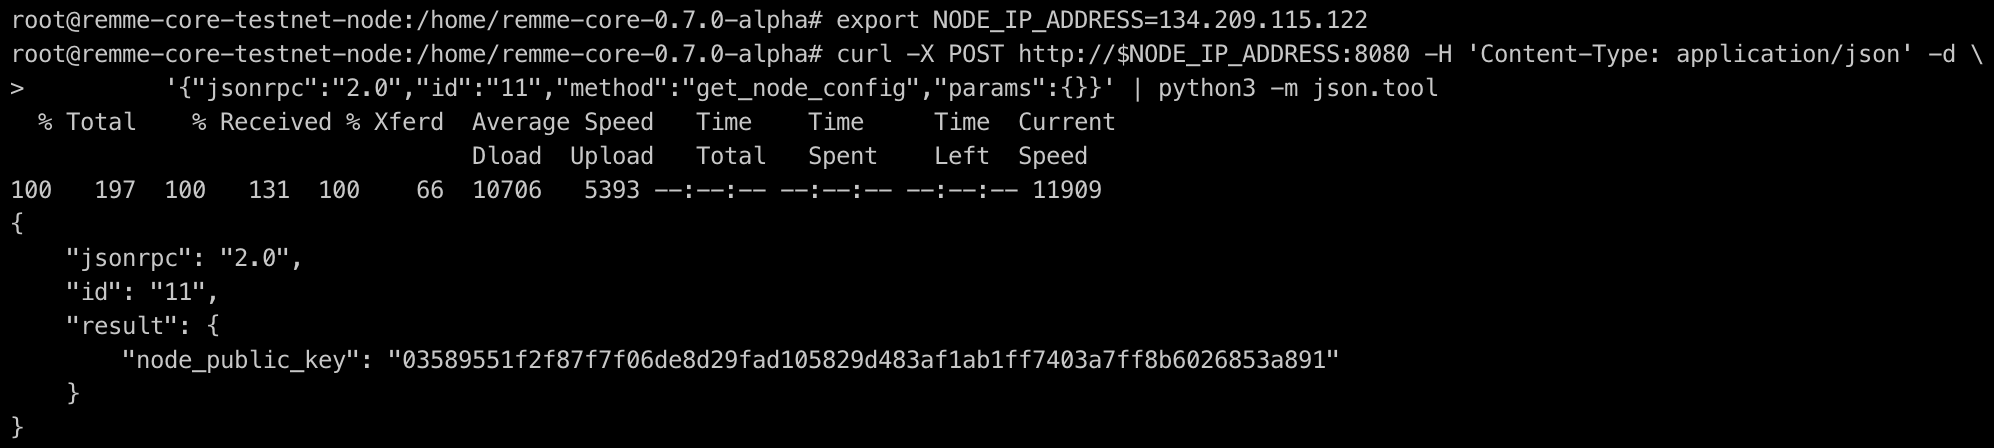 root@remme-core-testnet-node:/home/remme-core-0.7.0-alpha# export NODE_IP_ADDRESS=134.209.115.122
root@remme-core-testnet-node:/home/remme-core-0.7.0-alpha# curl -X POST http://$NODE_IP_ADDRESS:8080 -H 'Content-Type: application/json' -d \
>          '{"jsonrpc":"2.0","id":"11","method":"get_node_config","params":{}}' | python3 -m json.tool
  % Total    % Received % Xferd  Average Speed   Time    Time     Time  Current
                                 Dload  Upload   Total   Spent    Left  Speed
100   197  100   131  100    66  10706   5393 --:--:-- --:--:-- --:--:-- 11909
{
    "jsonrpc": "2.0",
    "id": "11",
    "result": {
        "node_public_key": "03589551f2f87f7f06de8d29fad105829d483af1ab1ff7403a7ff8b6026853a891"
    }
}